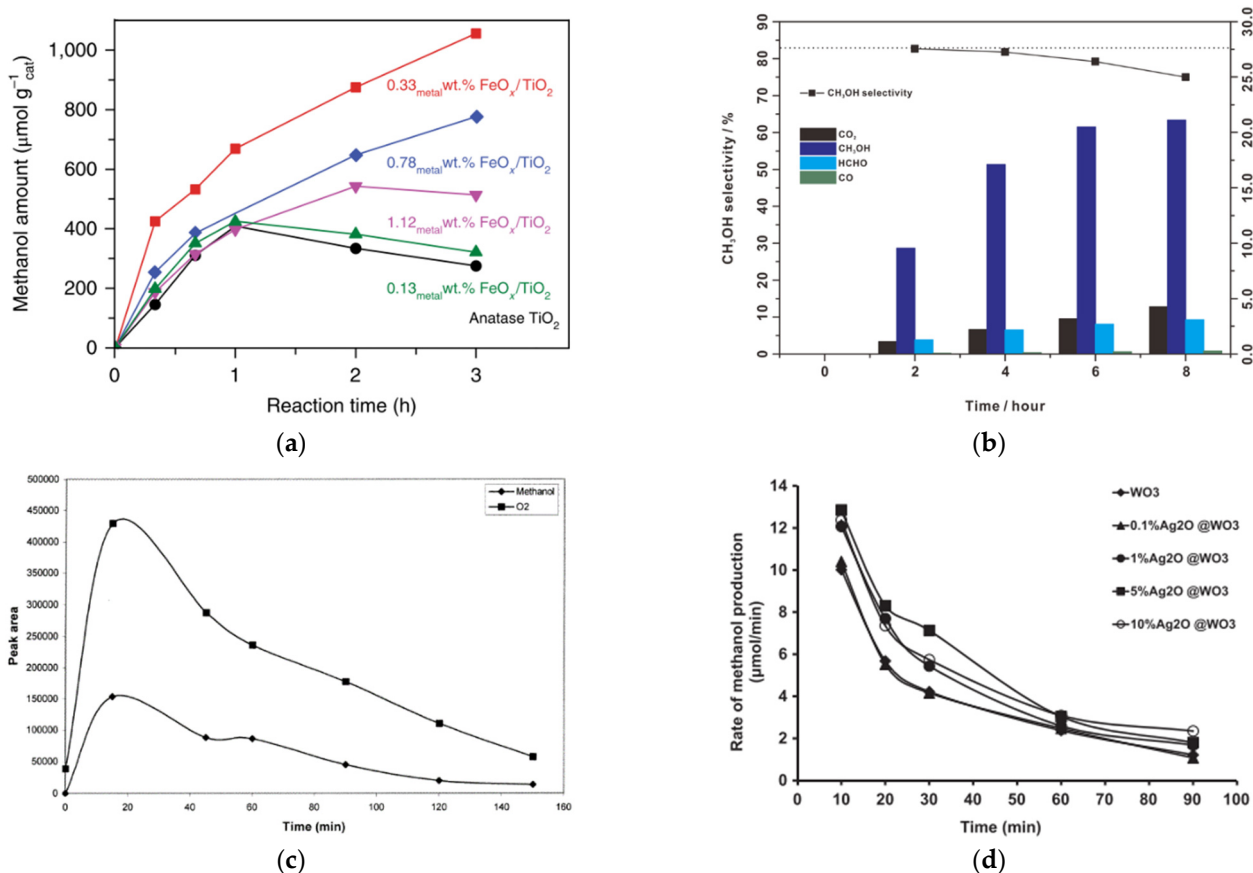 Methanol amount (μmol g⁻¹cat)
1,000
800
600
400
200
0
0.33metalwt.% FeOx/TiO2
0.78metalwt.% FeOx/TiO2
1.12metalwt.% FeOx/TiO2
0.13metalwt.% FeOx/TiO2
Anatase TiO2
0 1 2 3
Reaction time (h)
(a)
CH3OH selectivity / %
90
80
70
60
50
40
30
20
10
0
CH3OH selectivity
CO2
CH3OH
HCHO
CO
30.0
25.0
20.0
15.0
10.0
5.0
0.0
0 2 4 6 8
Time / hour
(b)
Peak area
500000
450000
400000
350000
300000
250000
200000
150000
100000
50000
0
Methanol
O2
0 20 40 60 80 100 120 140 160
Time (min)
(c)
Rate of methanol production
(μmol/min)
14
12
10
8
6
4
2
0
WO3
0.1%Ag2O @WO3
1%Ag2O @WO3
5%Ag2O @WO3
10%Ag2O @WO3
0 10 20 30 40 50 60 70 80 90 100
Time (min)
(d)